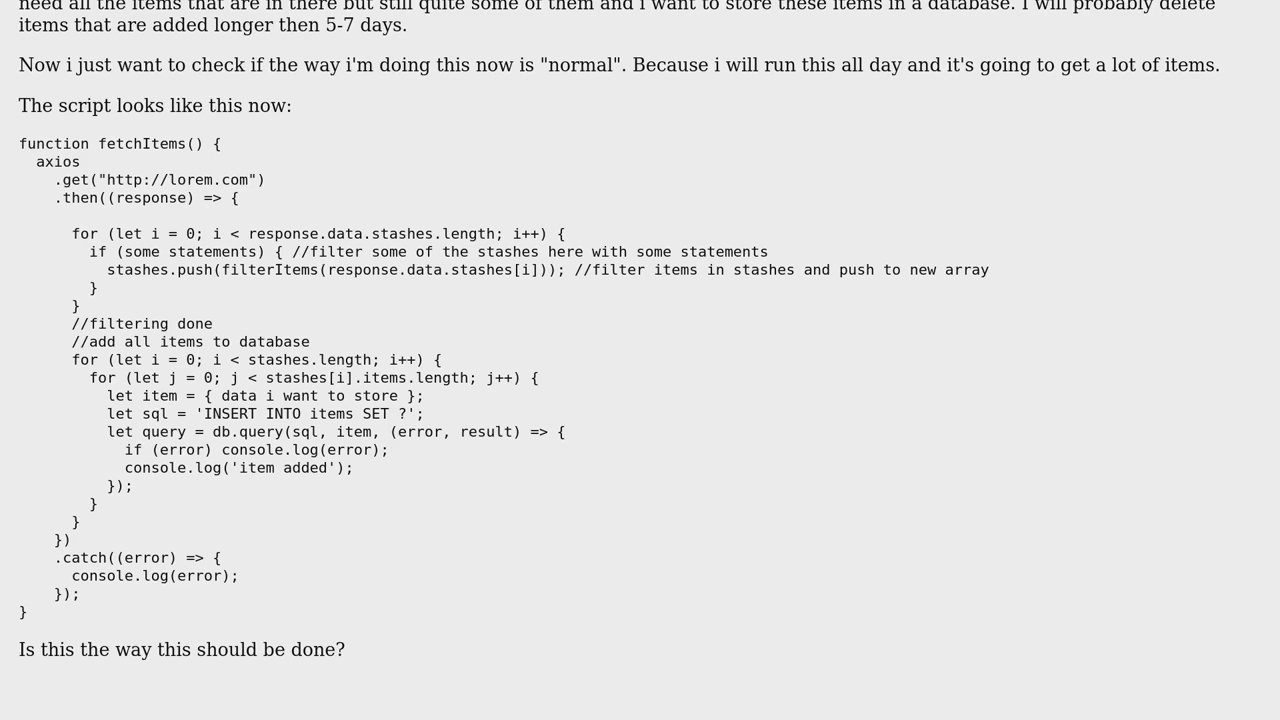 need all the items that are in there but still quite some of them and i want to store these items in a database. I will probably delete
items that are added longer then 5-7 days.
Now i just want to check if the way i'm doing this now is "normal". Because i will run this all day and it's going to get a lot of items.
The script looks like this now:
function fetchItems() {
  axios
    .get("http://lorem.com")
    .then((response) => {
      for (let i = 0; i < response.data.stashes.length; i++) {
        if (some statements) { //filter some of the stashes here with some statements
          stashes.push(filterItems(response.data.stashes[i])); //filter items in stashes and push to new array
        }
      }
      //filtering done
      //add all items to database
      for (let i = 0; i < stashes.length; i++) {
        for (let j = 0; j < stashes[i].items.length; j++) {
          let item = { data i want to store };
          let sql = 'INSERT INTO items SET ?';
          let query = db.query(sql, item, (error, result) => {
            if (error) console.log(error);
            console.log('item added');
          });
        }
      }
    })
    .catch((error) => {
      console.log(error);
    });
}
Is this the way this should be done?